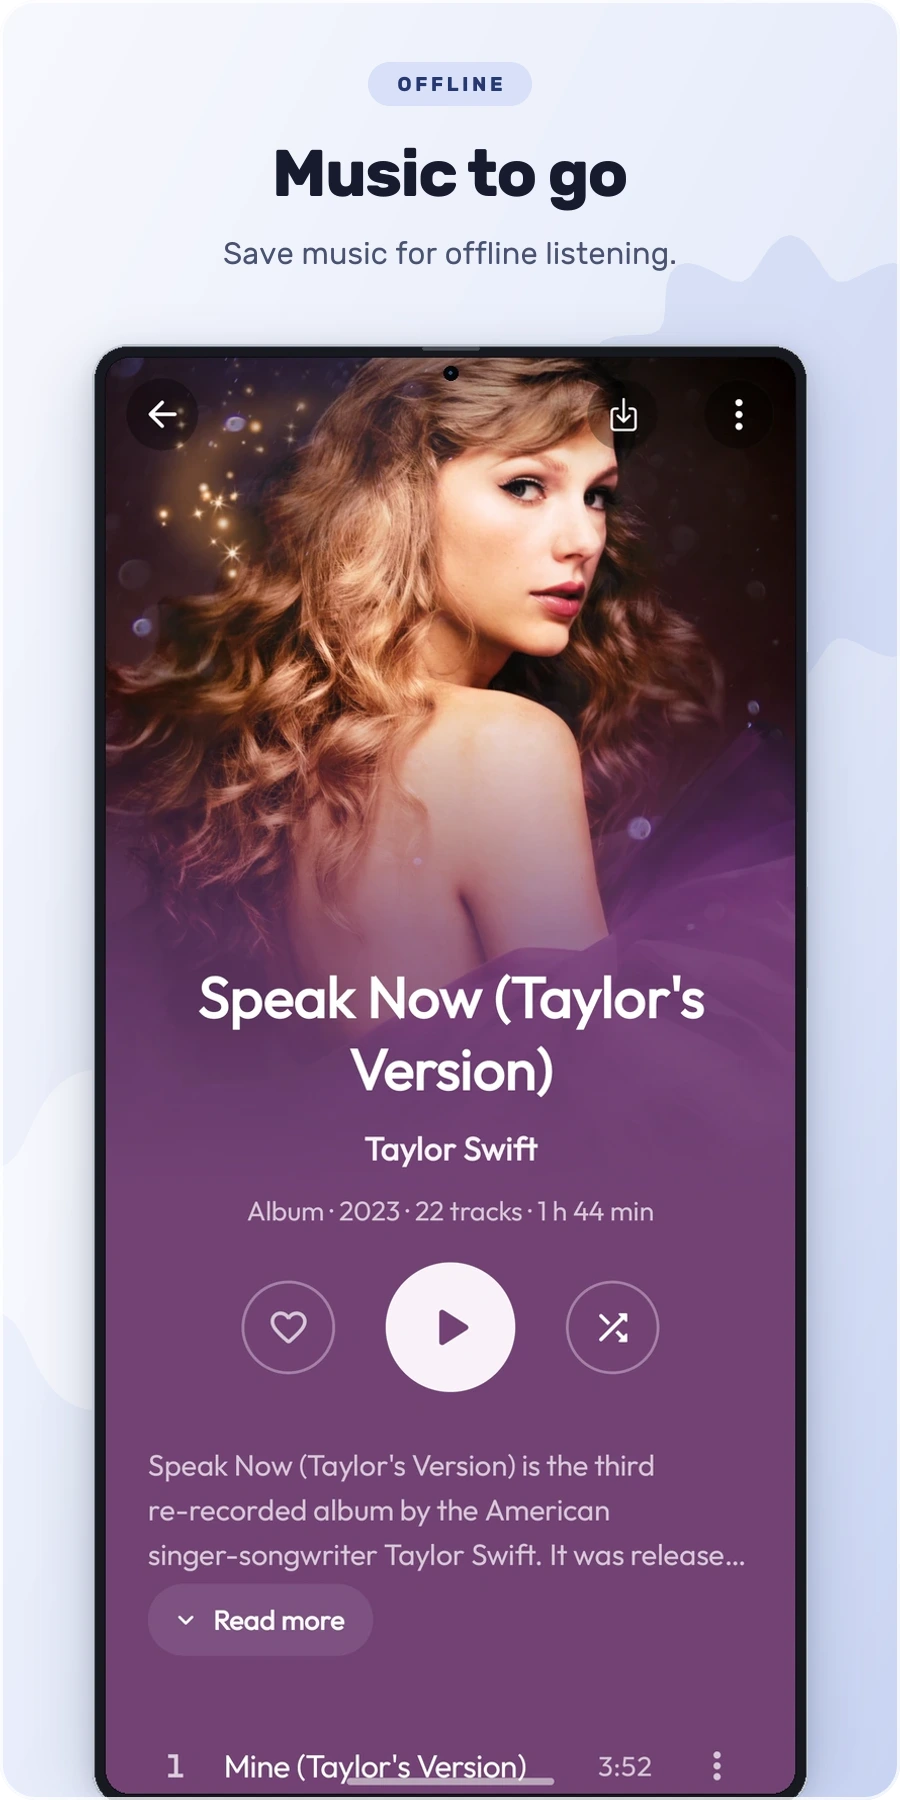 OFFLINE
Music to go
Save music for offline listening.
Speak Now (Taylor's
Version)
Taylor Swift
Album · 2023 · 22 tracks · 1 h 44 min
Speak Now (Taylor's Version) is the third
re-recorded album by the American
singer-songwriter Taylor Swift. It was release...
Read more
1 Mine (Taylor's Version) 3:52